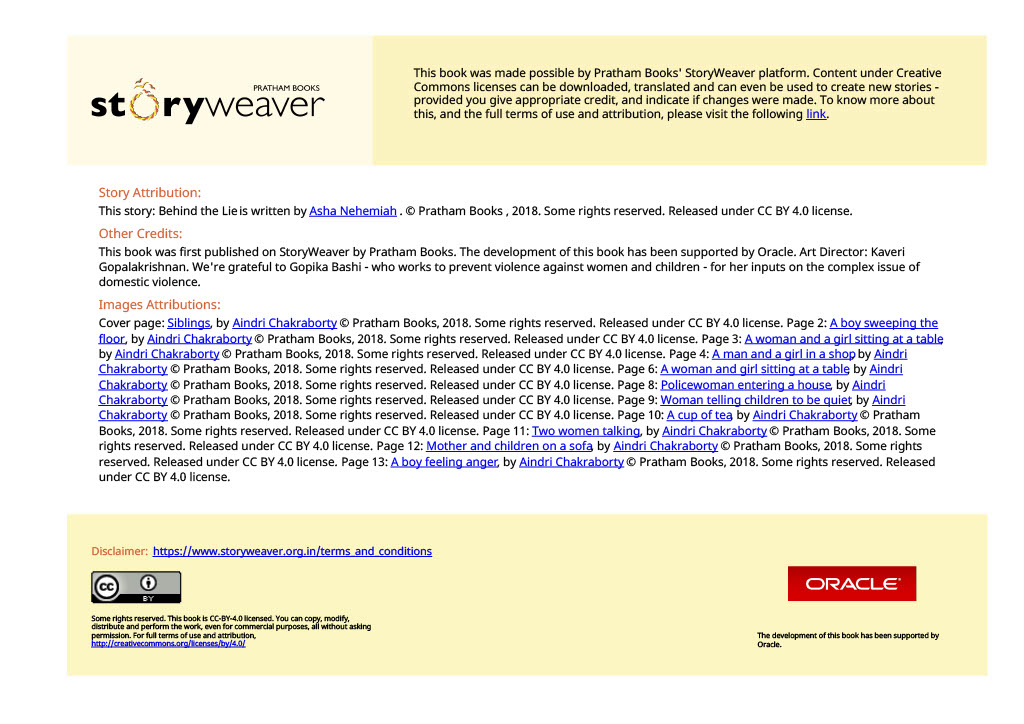 PRATHAM BOOKS
storyweaver
This book was made possible by Pratham Books' StoryWeaver platform. Content under Creative
Commons licenses can be downloaded, translated and can even be used to create new stories -
provided you give appropriate credit, and indicate if changes were made. To know more about
this, and the full terms of use and attribution, please visit the following link.
Story Attribution:
This story: Behind the Lie is written by Asha Nehemiah . © Pratham Books , 2018. Some rights reserved. Released under CC BY 4.0 license.
Other Credits:
This book was first published on StoryWeaver by Pratham Books. The development of this book has been supported by Oracle. Art Director: Kaveri
Gopalakrishnan. We're grateful to Gopika Bashi - who works to prevent violence against women and children - for her inputs on the complex issue of
domestic violence.
Images Attributions:
Cover page: Siblings, by Aindri Chakraborty © Pratham Books, 2018. Some rights reserved. Released under CC BY 4.0 license. Page 2: A boy sweeping the
floor, by Aindri Chakraborty © Pratham Books, 2018. Some rights reserved. Released under CC BY 4.0 license. Page 3: A woman and a girl sitting at a table,
by Aindri Chakraborty © Pratham Books, 2018. Some rights reserved. Released under CC BY 4.0 license. Page 4: A man and a girl in a shop, by Aindri
Chakraborty © Pratham Books, 2018. Some rights reserved. Released under CC BY 4.0 license. Page 6: A woman and girl sitting at a table, by Aindri
Chakraborty © Pratham Books, 2018. Some rights reserved. Released under CC BY 4.0 license. Page 8: Policewoman entering a house, by Aindri
Chakraborty © Pratham Books, 2018. Some rights reserved. Released under CC BY 4.0 license. Page 9: Woman telling children to be quiet, by Aindri
Chakraborty © Pratham Books, 2018. Some rights reserved. Released under CC BY 4.0 license. Page 10: A cup of tea, by Aindri Chakraborty © Pratham
Books, 2018. Some rights reserved. Released under CC BY 4.0 license. Page 11: Two women talking, by Aindri Chakraborty © Pratham Books, 2018. Some
rights reserved. Released under CC BY 4.0 license. Page 12: Mother and children on a sofa, by Aindri Chakraborty © Pratham Books, 2018. Some rights
reserved. Released under CC BY 4.0 license. Page 13: A boy feeling anger, by Aindri Chakraborty © Pratham Books, 2018. Some rights reserved. Released
under CC BY 4.0 license.
Disclaimer: https://www.storyweaver.org.in/terms_and_conditions
cc BY
Some rights reserved. This book is CC-BY-4.0 licensed. You can copy, modify,
distribute and perform the work, even for commercial purposes, all without asking
permission. For full terms of use and attribution,
http://creativecommons.org/licenses/by/4.0/
ORACLE
The development of this book has been supported by
Oracle.